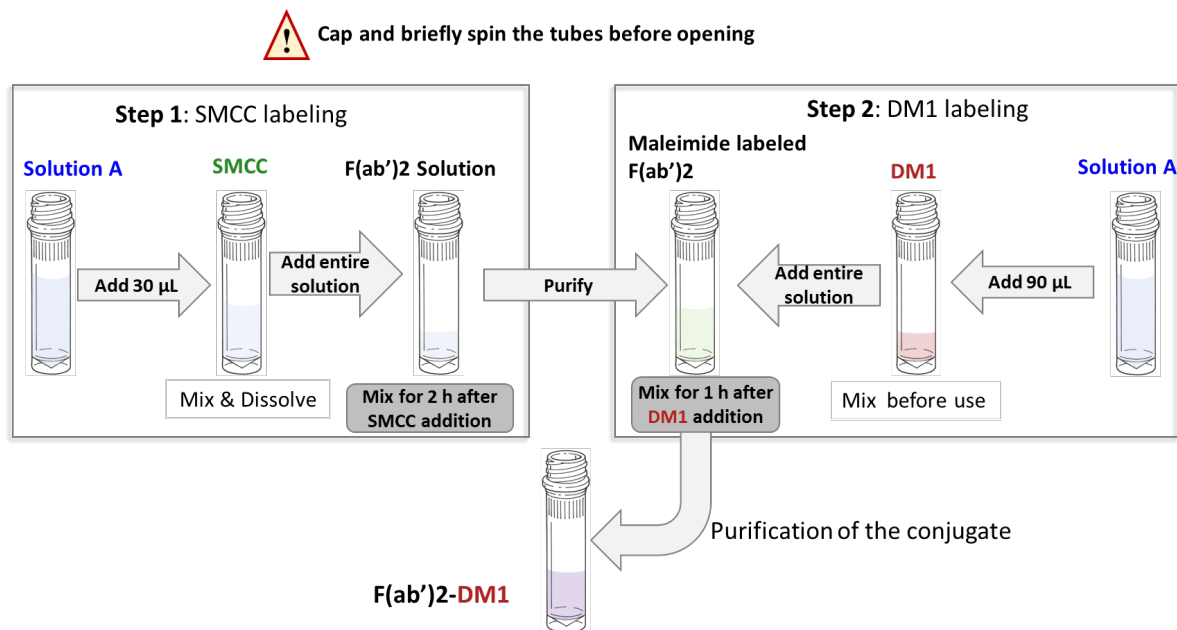 !
Cap and briefly spin the tubes before opening
Step 1: SMCC labeling
Solution A
SMCC
F(ab’)2 Solution
Add 30 µL
Add entire
solution
Mix & Dissolve
Mix for 2 h after
SMCC addition
Purify
Step 2: DM1 labeling
Maleimide labeled
F(ab’)2
DM1
Solution A
Add entire
solution
Add 90 µL
Mix for 1 h after
DM1 addition
Mix before use
Purification of the conjugate
F(ab’)2-DM1